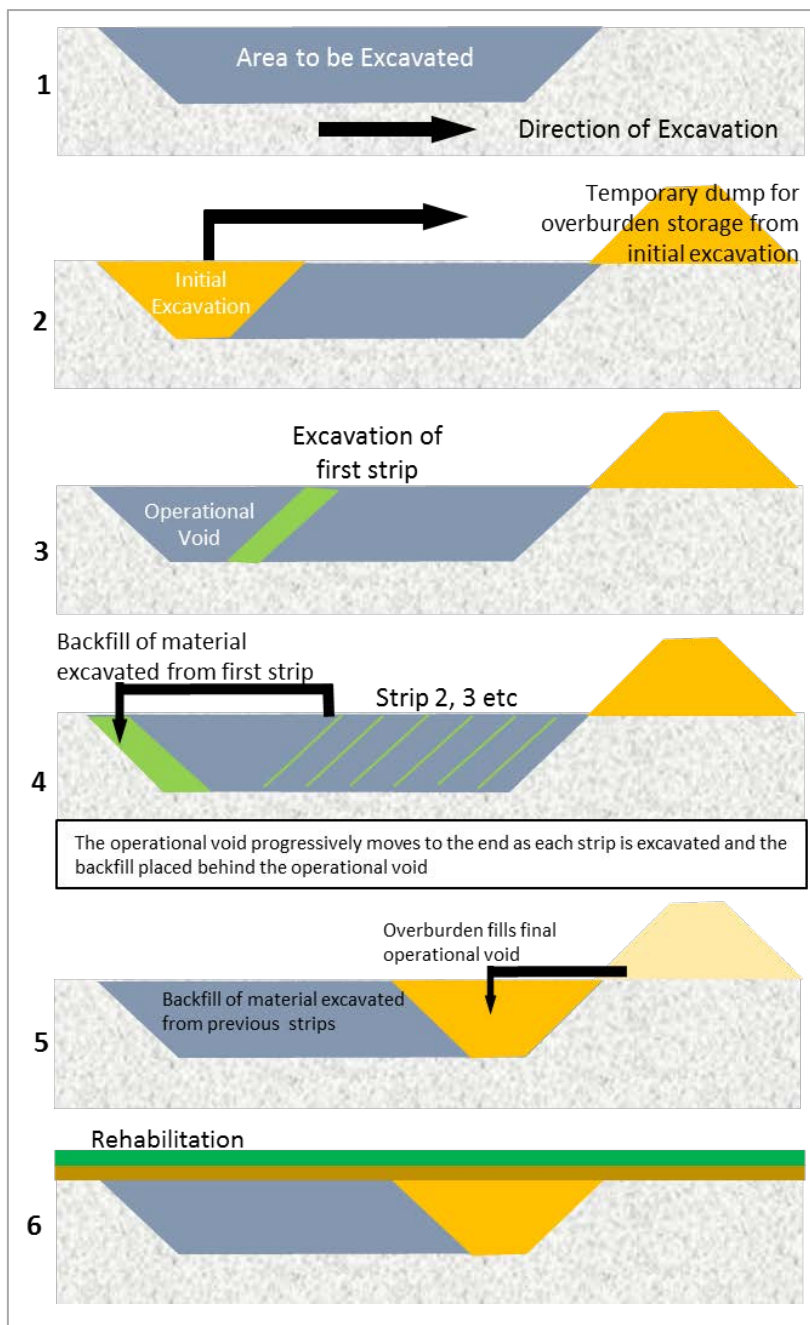 1
Area to be Excavated
Direction of Excavation
2
Initial
Excavation
Temporary dump for
overburden storage from
initial excavation
3
Excavation of
first strip
Operational
Void
4
Backfill of material
excavated from first strip
Strip 2, 3 etc
The operational void progressively moves to the end as each strip is excavated and the
backfill placed behind the operational void
5
Overburden fills final
operational void
Backfill of material excavated
from previous strips
Rehabilitation
6